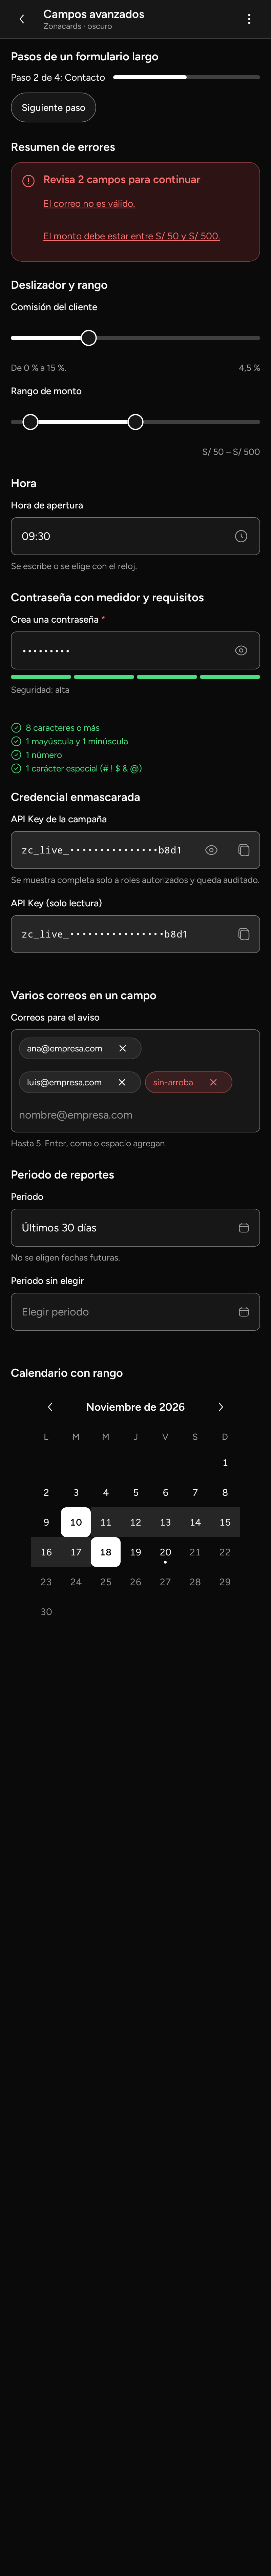 Campos avanzados
Zonacards · oscuro
Pasos de un formulario largo
Paso 2 de 4: Contacto
Siguiente paso
Resumen de errores
Revisa 2 campos para continuar
El correo no es válido.
El monto debe estar entre S/ 50 y S/ 500.
Deslizador y rango
Comisión del cliente
De 0 % a 15 %. 4,5 %
Rango de monto
S/ 50 – S/ 500
Hora
Hora de apertura
09:30
Se escribe o se elige con el reloj.
Contraseña con medidor y requisitos
Crea una contraseña *
•••••••••
Seguridad: alta
8 caracteres o más
1 mayúscula y 1 minúscula
1 número
1 carácter especial (# ! $ & @)
Credencial enmascarada
API Key de la campaña
zc_live_••••••••••••••••b8d1
Se muestra completa solo a roles autorizados y queda auditado.
API Key (solo lectura)
zc_live_•••••••••••••••••b8d1
Varios correos en un campo
Correos para el aviso
ana@empresa.com
luis@empresa.com sin-arroba
nombre@empresa.com
Hasta 5. Enter, coma o espacio agregan.
Periodo de reportes
Periodo
Últimos 30 días
No se eligen fechas futuras.
Periodo sin elegir
Elegir periodo
Calendario con rango
Noviembre de 2026
L M M J V S D
1
2 3 4 5 6 7 8
9 10 11 12 13 14 15
16 17 18 19 20 21 22
23 24 25 26 27 28 29
30